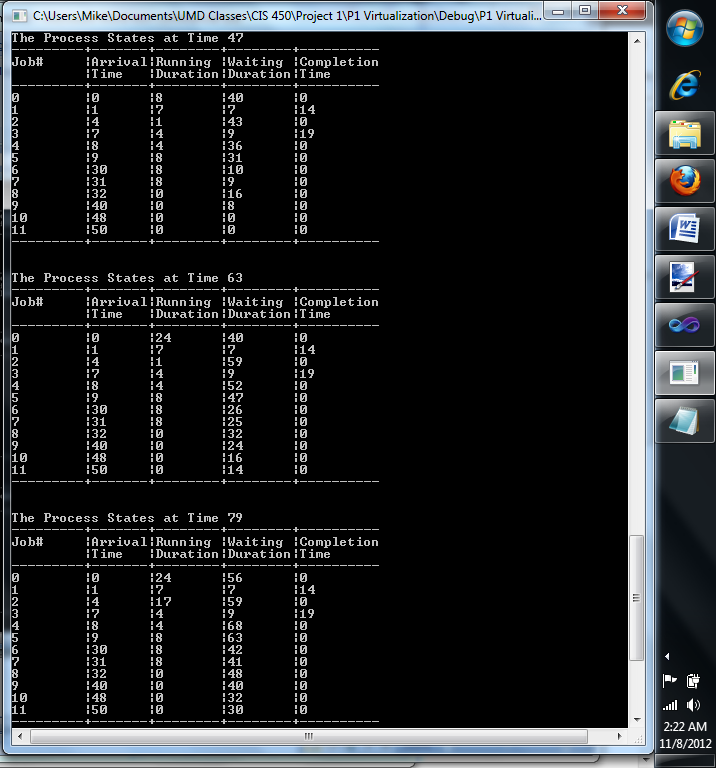 C:\Users\Mike\Documents\UMD Classes\CIS 450\Project 1\P1 Virtualization\Debug\P1 Virtuali...
The Process States at Time 47
----------+--------+---------+---------+-----------
Job#      ¦Arrival¦Running ¦Waiting ¦Completion
          ¦Time   ¦Duration¦Duration¦Time
----------+--------+---------+---------+-----------
0         ¦0      ¦8       ¦40      ¦0
1         ¦1      ¦7       ¦7       ¦14
2         ¦4      ¦1       ¦43      ¦0
3         ¦7      ¦4       ¦9       ¦19
4         ¦8      ¦4       ¦36      ¦0
5         ¦9      ¦8       ¦31      ¦0
6         ¦30     ¦8       ¦10      ¦0
7         ¦31     ¦8       ¦9       ¦0
8         ¦32     ¦0       ¦16      ¦0
9         ¦40     ¦0       ¦8       ¦0
10        ¦48     ¦0       ¦0       ¦0
11        ¦50     ¦0       ¦0       ¦0
----------+--------+---------+---------+-----------
The Process States at Time 63
----------+--------+---------+---------+-----------
Job#      ¦Arrival¦Running ¦Waiting ¦Completion
          ¦Time   ¦Duration¦Duration¦Time
----------+--------+---------+---------+-----------
0         ¦0      ¦24      ¦40      ¦0
1         ¦1      ¦7       ¦7       ¦14
2         ¦4      ¦1       ¦59      ¦0
3         ¦7      ¦4       ¦9       ¦19
4         ¦8      ¦4       ¦52      ¦0
5         ¦9      ¦8       ¦47      ¦0
6         ¦30     ¦8       ¦26      ¦0
7         ¦31     ¦8       ¦25      ¦0
8         ¦32     ¦0       ¦32      ¦0
9         ¦40     ¦0       ¦24      ¦0
10        ¦48     ¦0       ¦16      ¦0
11        ¦50     ¦0       ¦14      ¦0
----------+--------+---------+---------+-----------
The Process States at Time 79
----------+--------+---------+---------+-----------
Job#      ¦Arrival¦Running ¦Waiting ¦Completion
          ¦Time   ¦Duration¦Duration¦Time
----------+--------+---------+---------+-----------
0         ¦0      ¦24      ¦56      ¦0
1         ¦1      ¦7       ¦7       ¦14
2         ¦4      ¦17      ¦59      ¦0
3         ¦7      ¦4       ¦9       ¦19
4         ¦8      ¦4       ¦68      ¦0
5         ¦9      ¦8       ¦63      ¦0
6         ¦30     ¦8       ¦42      ¦0
7         ¦31     ¦8       ¦41      ¦0
8         ¦32     ¦0       ¦48      ¦0
9         ¦40     ¦0       ¦40      ¦0
10        ¦48     ¦0       ¦32      ¦0
11        ¦50     ¦0       ¦30      ¦0
----------+--------+---------+---------+-----------
2:22 AM
11/8/2012